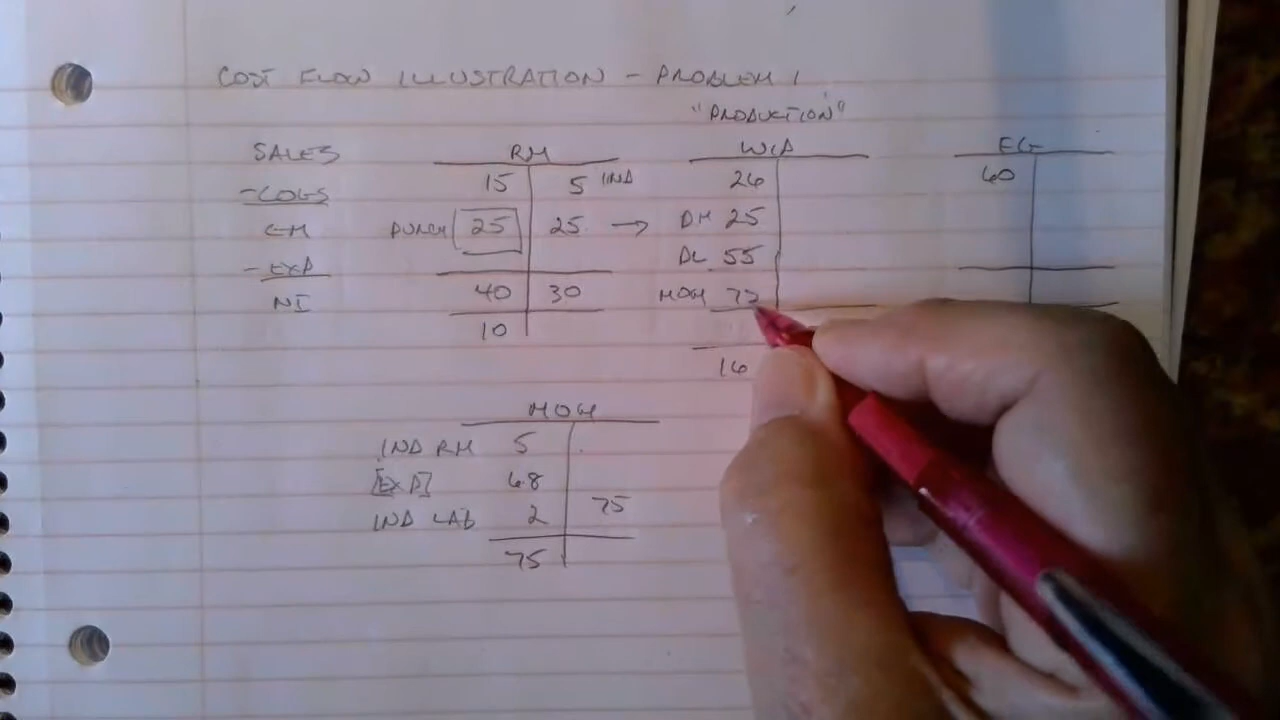 COST FLOW ILLUSTRATION - PROBLEM 1
"PRODUCTION"
SALES RM WIP FG
15 5 IND 26 60
-COGS
GM PURCH 25 25 → DM 25
-EXP DL 55
NI 40 30 MOH 75
10
16
MOH
IND RM 5
[EXP] 68
IND LAB 2 75
75